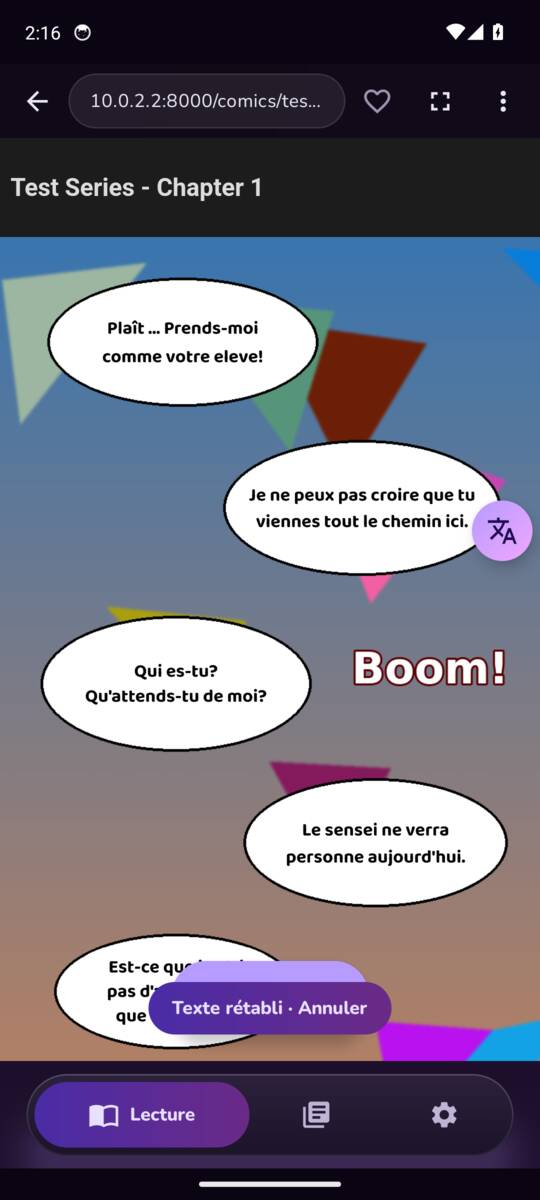 2:16
10.0.2.2:8000/comics/tes...
Test Series - Chapter 1
Plaît ... Prends-moi
comme votre eleve!
Je ne peux pas croire que tu
viennes tout le chemin ici.
Qui es-tu?
Qu'attends-tu de moi?
Boom!
Le sensei ne verra
personne aujourd'hui.
Est-ce que
pas
que
Texte rétabli · Annuler
Lecture